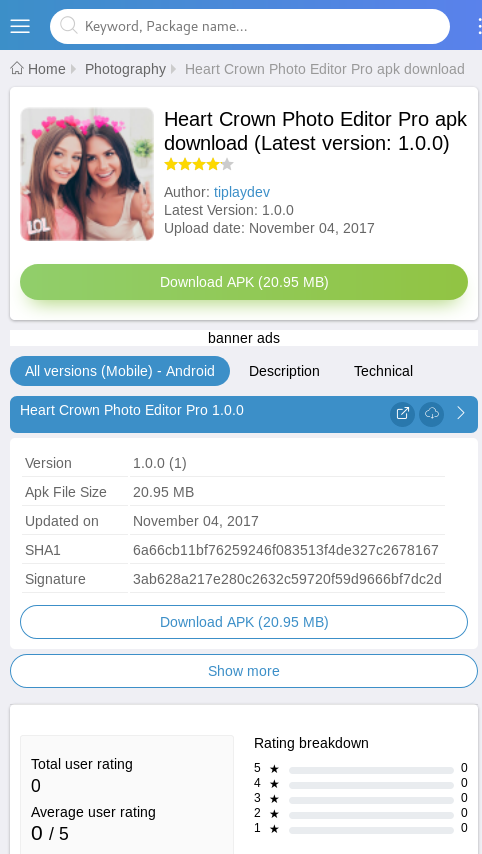 Keyword, Package name...
Home Photography Heart Crown Photo Editor Pro apk download
Heart Crown Photo Editor Pro apk
download (Latest version: 1.0.0)
LOL
Author: tiplaydev
Latest Version: 1.0.0
Upload date: November 04, 2017
Download APK (20.95 MB)
banner ads
All versions (Mobile) - Android Description Technical
Heart Crown Photo Editor Pro 1.0.0
Version 1.0.0 (1)
Apk File Size 20.95 MB
Updated on November 04, 2017
SHA1 6a66cb11bf76259246f083513f4de327c2678167
Signature 3ab628a217e280c2632c59720f59d9666bf7dc2d
Download APK (20.95 MB)
Show more
Total user rating
0
Average user rating
0 / 5
Rating breakdown
5 ★ 0
4 ★ 0
3 ★ 0
2 ★ 0
1 ★ 0